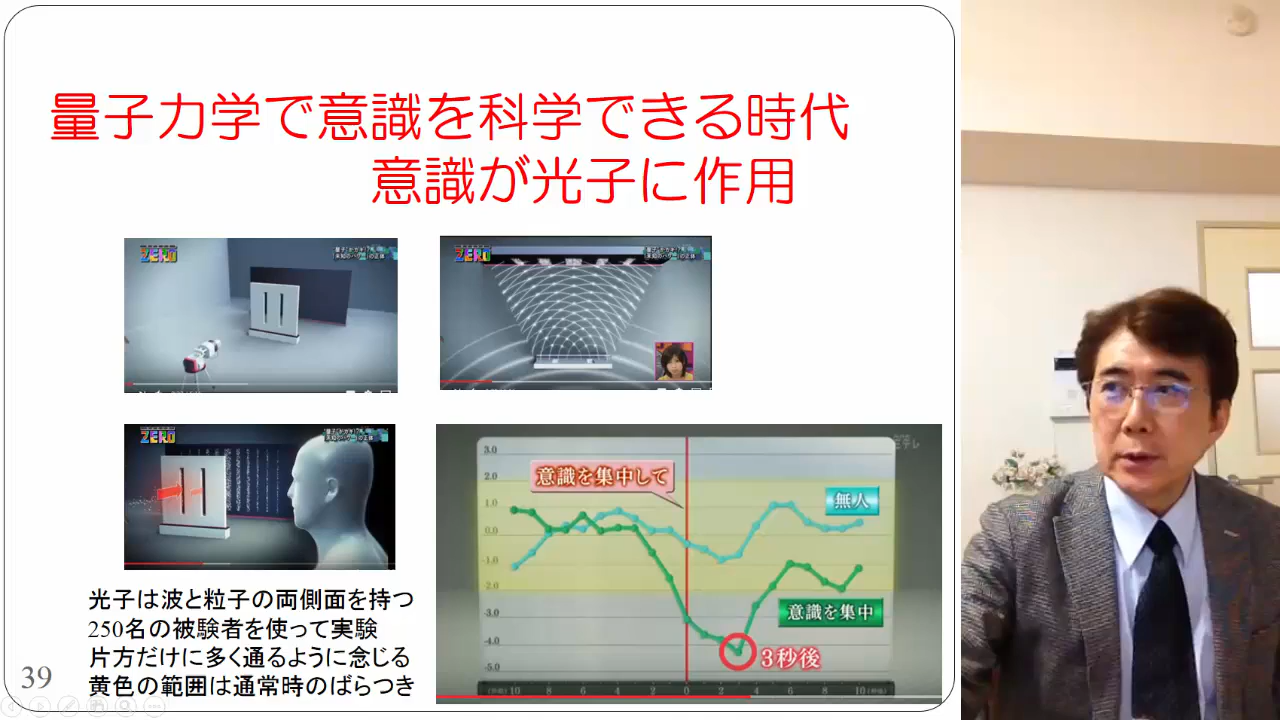 量子力学で意識を科学できる時代
意識が光子に作用
ZERO
ZERO
ZERO
光子は波と粒子の両側面を持つ
250名の被験者を使って実験
片方だけに多く通るように念じる
黄色の範囲は通常時のばらつき
39
3.0
2.0
1.0
0.0
-1.0
-2.0
-3.0
-4.0
-5.0
意識を集中して
無人
意識を集中
3秒後
10 8 6 4 2 0 2 4 6 8 10